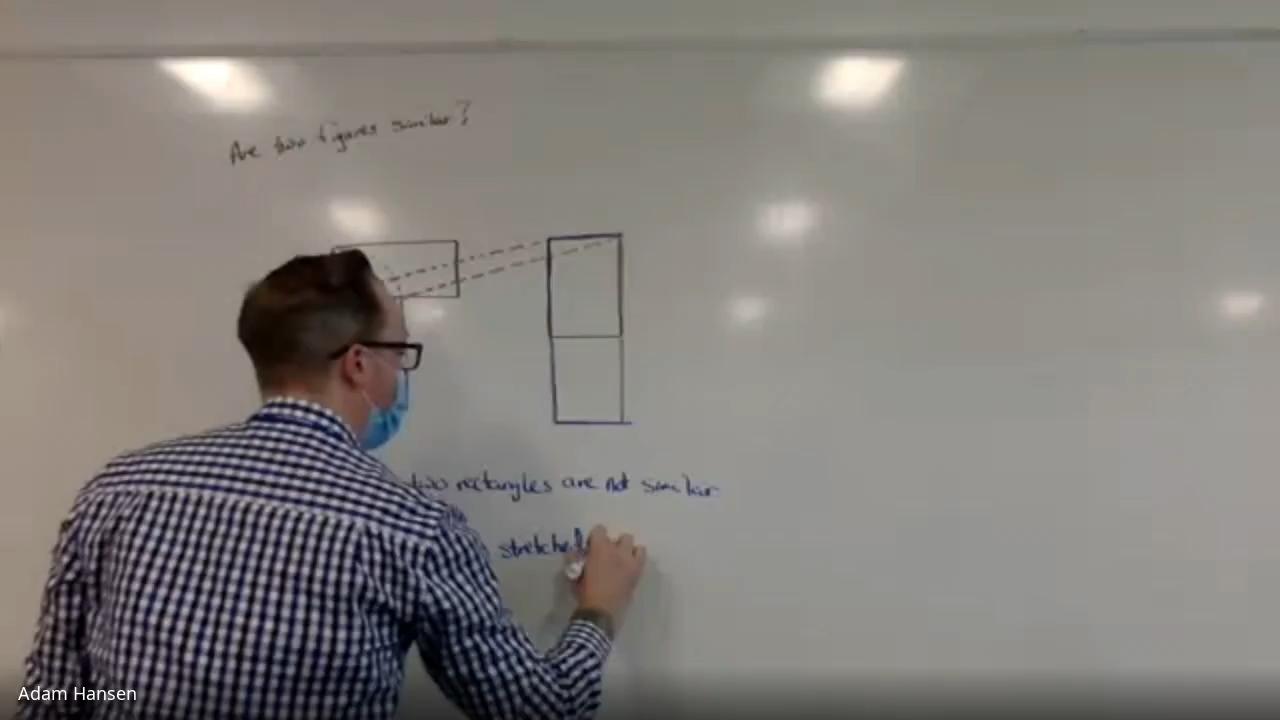 Are two figures similar?
two rectangles are not similar
stretched
Adam Hansen